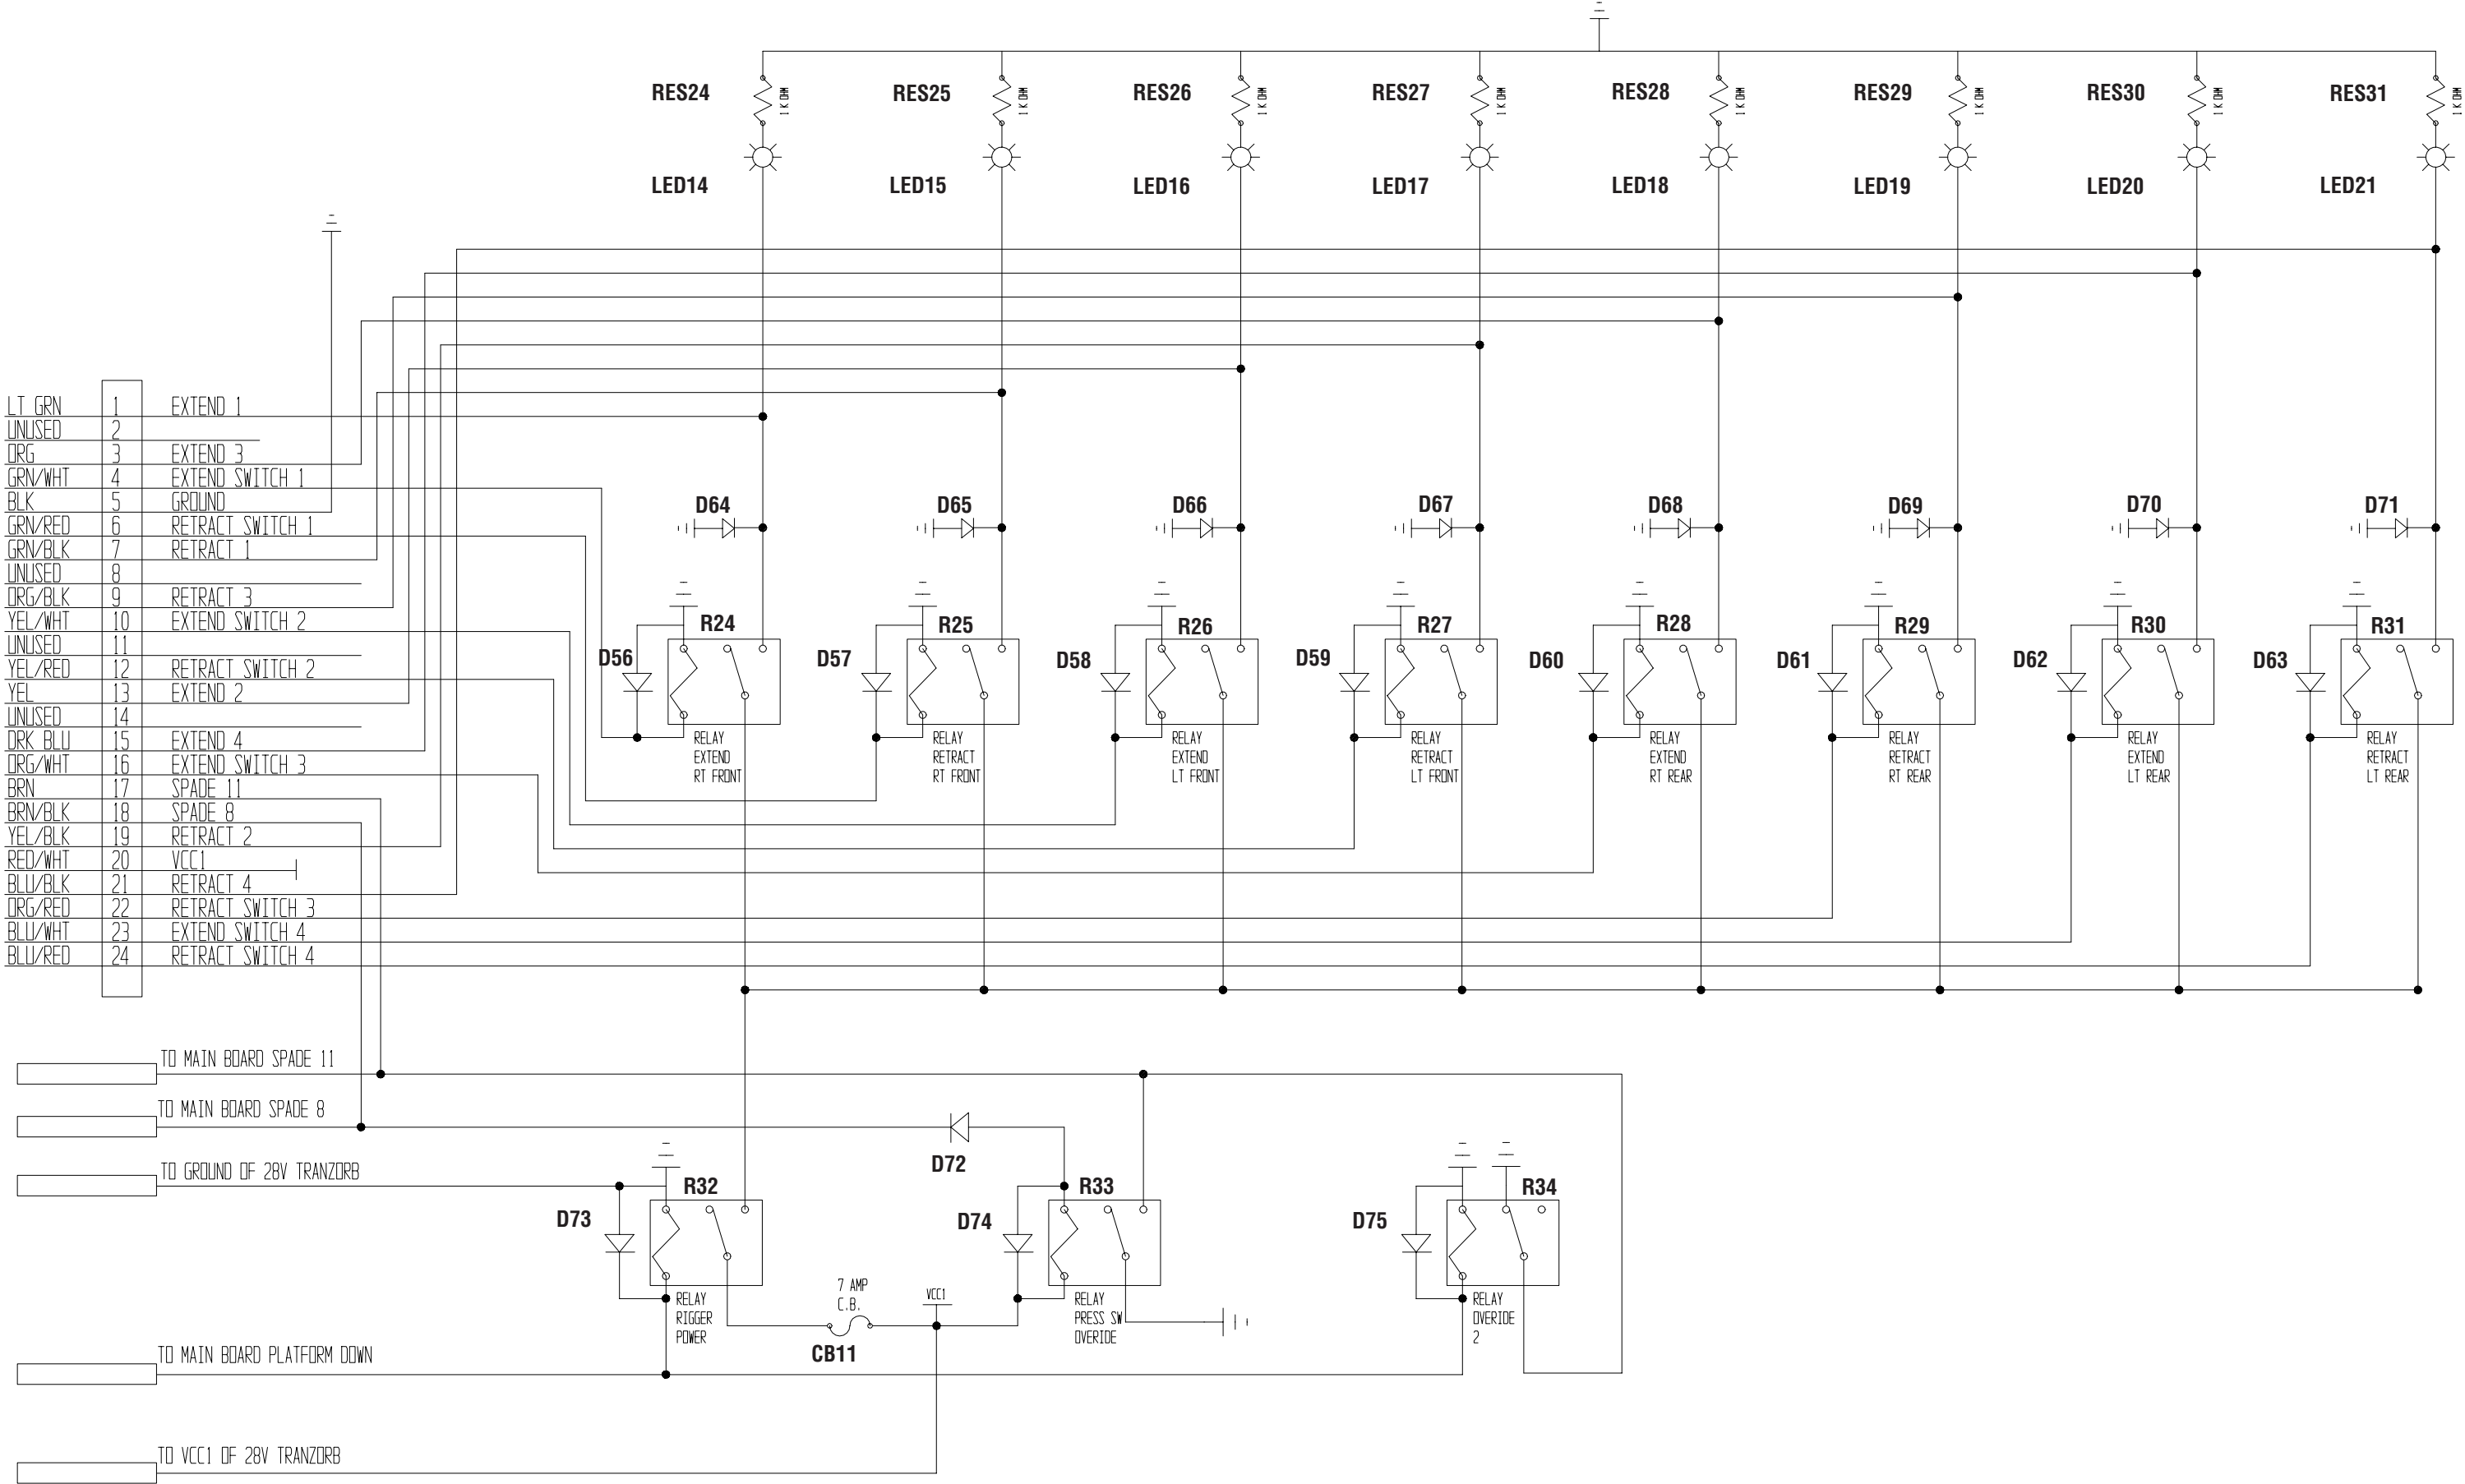 RES24 1 K OHM RES25 1 K OHM RES26 1 K OHM RES27 1 K OHM RES28 1 K OHM RES29 1 K OHM RES30 1 K OHM RES31 1 K OHM
LED14 LED15 LED16 LED17 LED18 LED19 LED20 LED21
LT GRN 1 EXTEND 1
UNUSED 2
ORG 3 EXTEND 3
GRN/WHT 4 EXTEND SWITCH 1
BLK 5 GROUND
GRN/RED 6 RETRACT SWITCH 1
GRN/BLK 7 RETRACT 1
UNUSED 8
ORG/BLK 9 RETRACT 3
YEL/WHT 10 EXTEND SWITCH 2
UNUSED 11
YEL/RED 12 RETRACT SWITCH 2
YEL 13 EXTEND 2
UNUSED 14
DRK BLU 15 EXTEND 4
ORG/WHT 16 EXTEND SWITCH 3
BRN 17 SPADE 11
BRN/BLK 18 SPADE 8
YEL/BLK 19 RETRACT 2
RED/WHT 20 VCC1
BLU/BLK 21 RETRACT 4
ORG/RED 22 RETRACT SWITCH 3
BLU/WHT 23 EXTEND SWITCH 4
BLU/RED 24 RETRACT SWITCH 4
D64 D65 D66 D67 D68 D69 D70 D71
R24 R25 R26 R27 R28 R29 R30 R31
D56 D57 D58 D59 D60 D61 D62 D63
RELAY
EXTEND
RT FRONT
RELAY
RETRACT
RT FRONT
RELAY
EXTEND
LT FRONT
RELAY
RETRACT
LT FRONT
RELAY
EXTEND
RT REAR
RELAY
RETRACT
RT REAR
RELAY
EXTEND
LT REAR
RELAY
RETRACT
LT REAR
TO MAIN BOARD SPADE 11
TO MAIN BOARD SPADE 8
D72
TO GROUND OF 28V TRANZORB
R32 R33 R34
D73 D74 D75
RELAY
RIGGER
POWER
7 AMP
C.B.
CB11
VCC1
RELAY
PRESS SW
OVERIDE
RELAY
OVERIDE
2
TO MAIN BOARD PLATFORM DOWN
TO VCC1 OF 28V TRANZORB